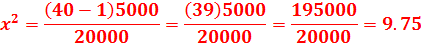 x² = (40 − 1)5000 / 20000 = (39)5000 / 20000 = 195000 / 20000 = 9.75